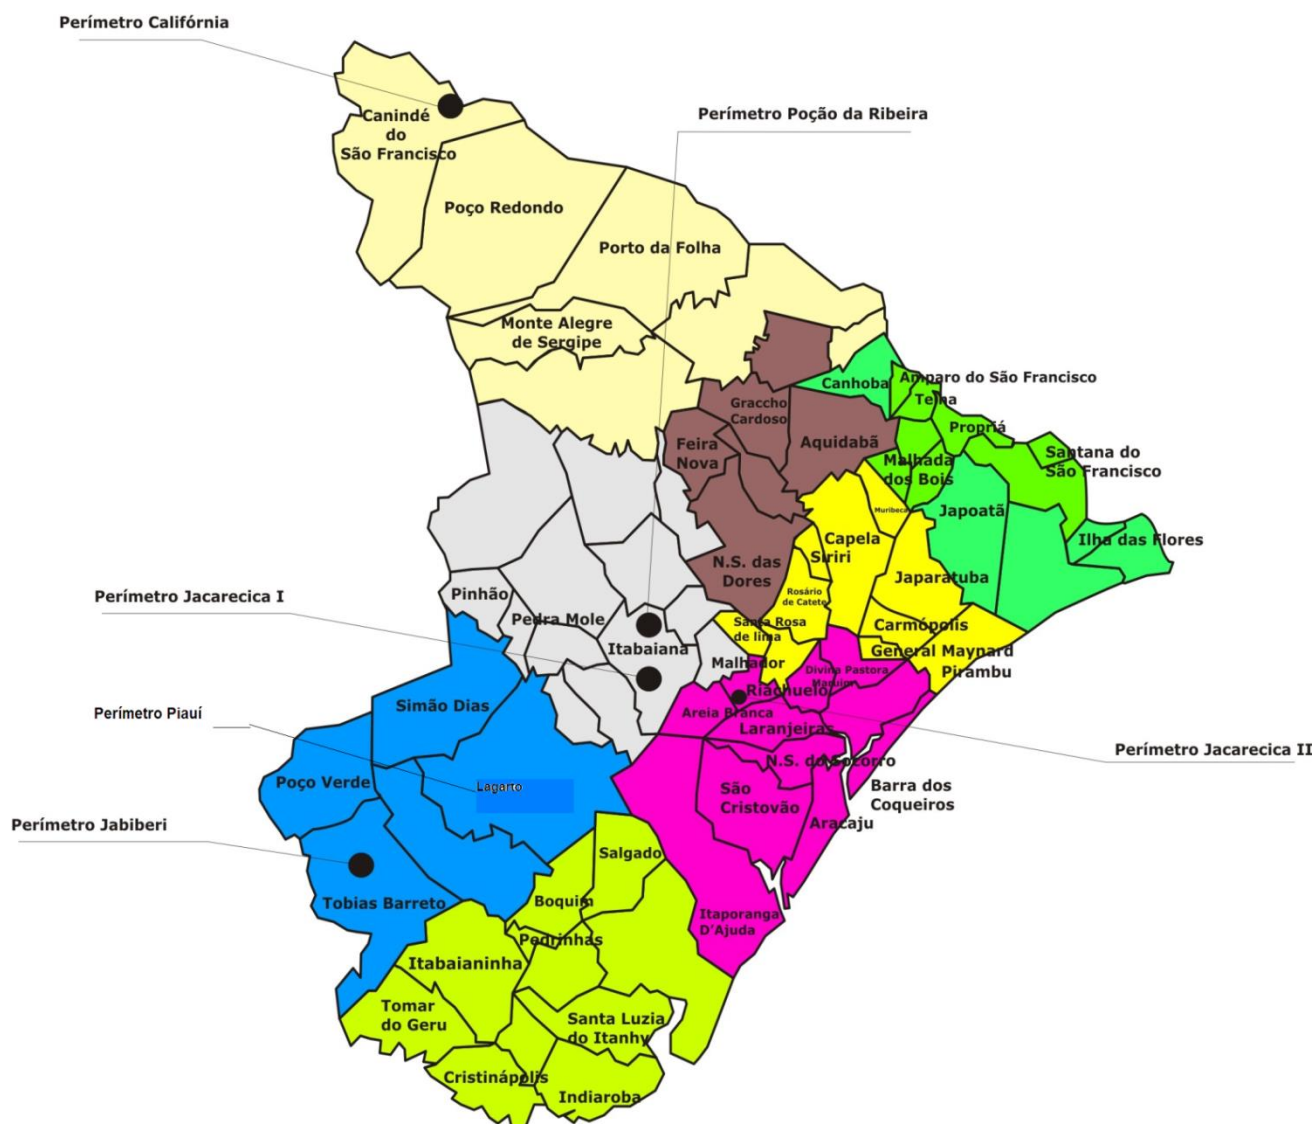 Perímetro Califórnia
Perímetro Poção da Ribeira
Canindé
do
São Francisco
Poço Redondo
Porto da Folha
Monte Alegre
de Sergipe
Canhoba
Amparo do São Francisco
Telha
Graccho
Cardoso
Propriá
Feira
Nova
Aquidabã
Santana do
São Francisco
Malhada
dos Bois
Muribeca
Japoatã
Capela
Ilha das Flores
Siriri
N.S. das
Dores
Japaratuba
Pinhão
Perímetro Jacarecica I
Rosário
de Catete
Pedra Mole
Santa Rosa
de lima
Carmópolis
Itabaiana
General Maynard
Malhador
Divina Pastora
Pirambu
Maruim
Riachuelo
Simão Dias
Perímetro Piauí
Areia Branca
Laranjeiras
Perímetro Jacarecica II
N.S. do Socorro
Poço Verde
Lagarto
São
Cristovão
Barra dos
Coqueiros
Aracaju
Perímetro Jabiberi
Salgado
Tobias Barreto
Boquim
Itaporanga
D'Ajuda
Pedrinhas
Itabaianinha
Tomar
do Geru
Santa Luzia
do Itanhy
Cristinápolis
Indiaroba